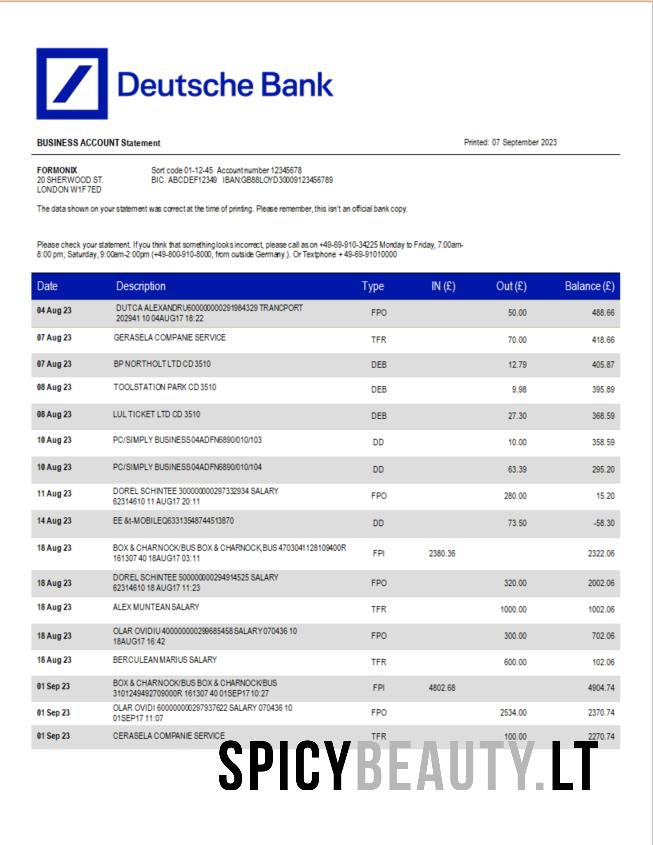 Deutsche Bank
BUSINESS ACCOUNT Statement Printed: 07 September 2023
FORMONIX Sort code 01-12-45 Account number 12345678
20 SHERWOOD ST. BIC. ABCDEF12349 IBAN:GB88LOYD30009123456789
LONDON W1F 7ED
The data shown on your statement was correct at the time of printing. Please remember, this isn't an official bank copy.
Please check your statement. If you think that something looks incorrect, please call as on +49-69-910-34225 Monday to Friday, 7:00am-
8:00 pm; Saturday, 9:00am-2:00pm (+49-800-910-8000, from outside Germany.). Or Textphone + 49-69-91010000
Date Description Type IN (£) Out (£) Balance (£)
04 Aug 23 DUTCA ALEXANDRU600000000291984329 TRANCPORT FPO 50.00 488.66
202941 10 04AUG17 18:22
07 Aug 23 GERASELA COMPANIE SERVICE TFR 70.00 418.66
07 Aug 23 BP NORTHOLT LTD CD 3510 DEB 12.79 405.87
08 Aug 23 TOOLSTATION PARK CD 3510 DEB 9,98 395.89
08 Aug 23 LUL TICKET LTD CD 3510 DEB 27.30 368.59
10 Aug 23 PC/SIMPLY BUSINESS04ADFN6890/010/103 DD 10.00 358.59
10 Aug 23 PC/SIMPLY BUSINESS04ADFN6890/010/104 DD 63.39 295.20
11 Aug 23 DOREL SCHINTEE 300000000297332934 SALARY FPO 280.00 15.20
62314610 11 AUG17 20:11
14 Aug 23 EE &t-MOBILEQ63313548744513870 DD 73.50 -58.30
18 Aug 23 BOX & CHARNOCK/BUS BOX & CHARNOCK,BUS 4703041128109400R FPI 2380.36 2322.06
161307 40 18AUG17 03:11
18 Aug 23 DOREL SCHINTEE 500000000294914525 SALARY FPO 320.00 2002.06
62314610 18 AUG17 11:23
18 Aug 23 ALEX MUNTEAN SALARY TFR 1000.00 1002.06
18 Aug 23 OLAR OVIDIU 400000000299685458 SALARY 070436 10 FPO 300.00 702.06
18AUG17 16:42
18 Aug 23 BERCULEAN MARIUS SALARY TFR 600.00 102.06
01 Sep 23 BOX & CHARNOCK/BUS BOX & CHARNOCK/BUS FPI 4802.68 4904.74
3101249492709000R 161307 40 01SEP17 10:27
01 Sep 23 OLAR OVIDI 600000000297937622 SALARY 070436 10 FPO 2534.00 2370.74
01SEP17 11:07
01 Sep 23 CERASELA COMPANIE SERVICE TFR 100.00 2270.74
SPICYBEAUTY.LT